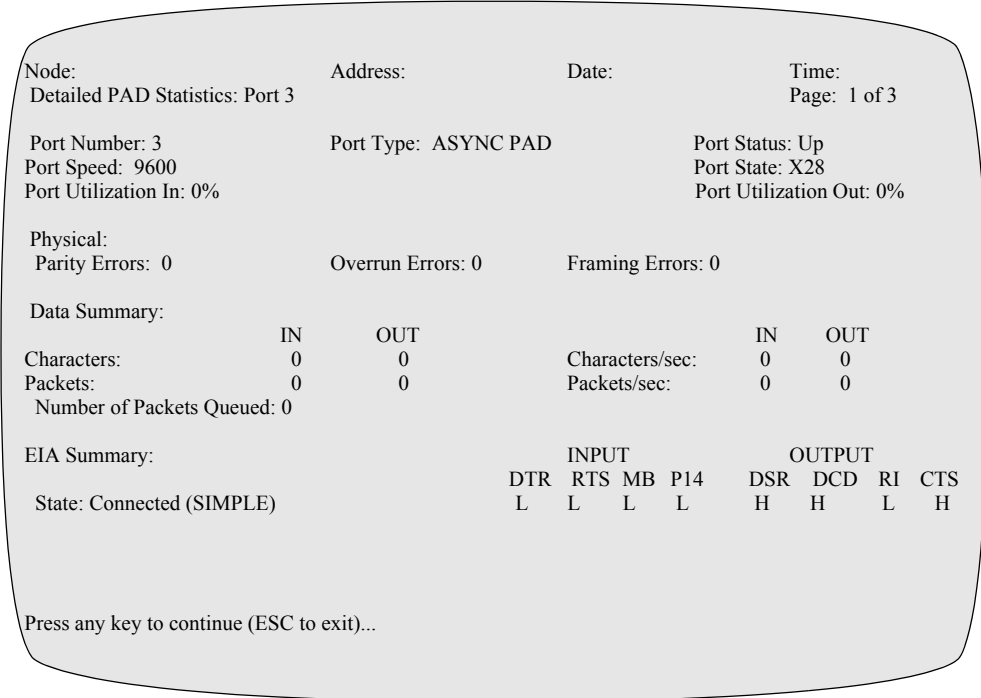 Node: Address: Date: Time:
Detailed PAD Statistics: Port 3 Page: 1 of 3
Port Number: 3 Port Type: ASYNC PAD Port Status: Up
Port Speed: 9600 Port State: X28
Port Utilization In: 0% Port Utilization Out: 0%
Physical:
Parity Errors: 0 Overrun Errors: 0 Framing Errors: 0
Data Summary:
IN OUT IN OUT
Characters: 0 0 Characters/sec: 0 0
Packets: 0 0 Packets/sec: 0 0
Number of Packets Queued: 0
EIA Summary: INPUT OUTPUT
DTR RTS MB P14 DSR DCD RI CTS
State: Connected (SIMPLE) L L L L H H L H
Press any key to continue (ESC to exit)...